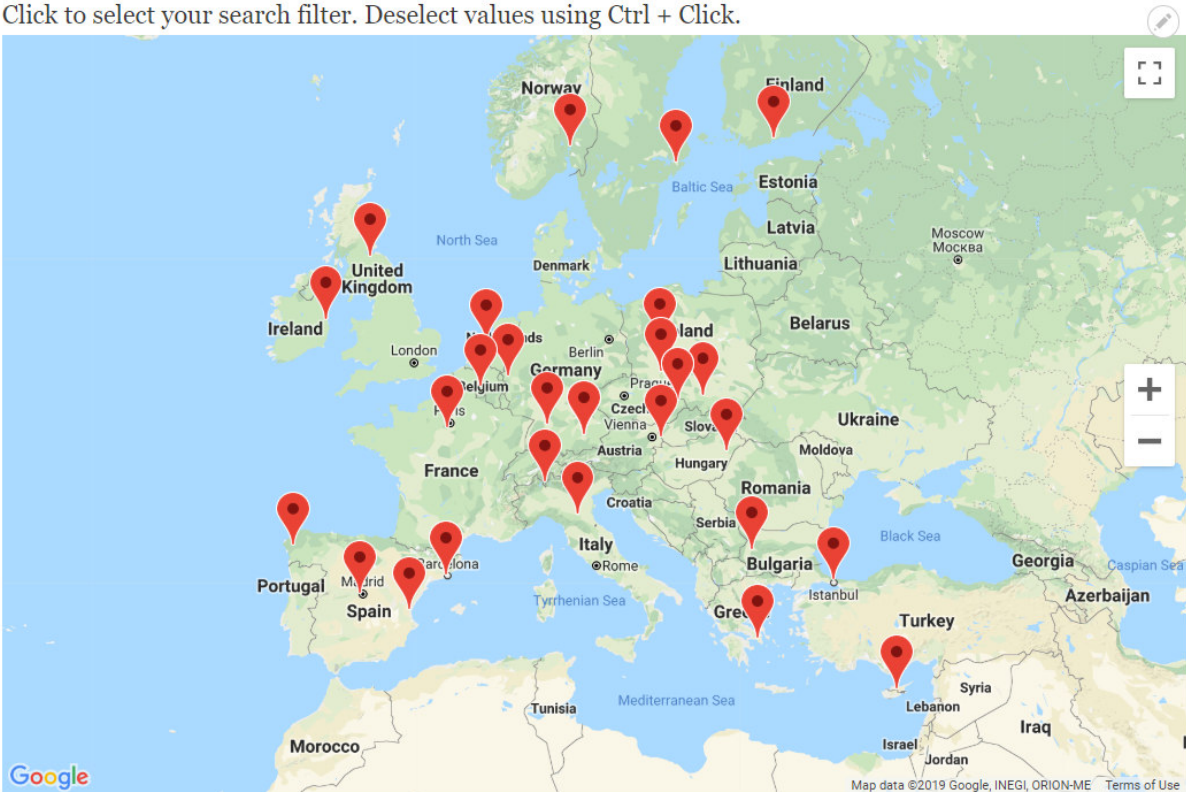 Click to select your search filter. Deselect values using Ctrl + Click.
Norway
Finland
Baltic Sea
Estonia
Latvia
Moscow
Москва
North Sea
Denmark
Lithuania
United
Kingdom
Ireland
Belarus
London
Berlin
Germany
Belgium
Ukraine
Vienna
Austria
Moldova
France
Hungary
Romania
Croatia
Serbia
Black Sea
Italy
Bulgaria
Georgia
Caspian Sea
Barcelona
Rome
Portugal
Madrid
Istanbul
Azerbaijan
Tyrrhenian Sea
Spain
Turkey
Syria
Mediterranean Sea
Lebanon
Tunisia
Iraq
Morocco
Israel
Jordan
Google
Map data ©2019 Google, INEGI, ORION-ME Terms of Use